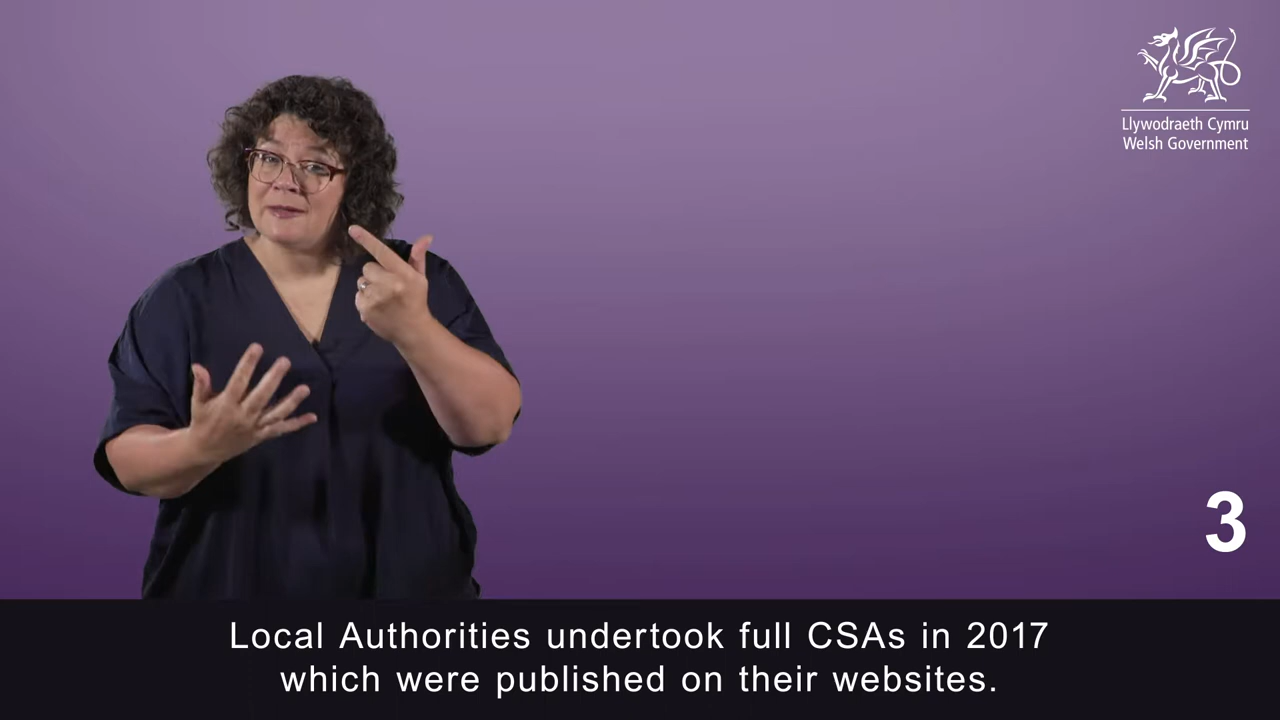 Llywodraeth Cymru
Welsh Government
3
Local Authorities undertook full CSAs in 2017
which were published on their websites.